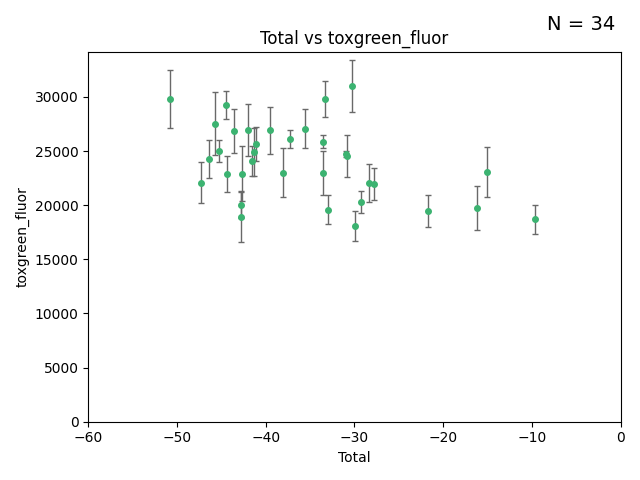 N = 34
Total vs toxgreen_fluor
30000
25000
20000
15000
10000
5000
0
toxgreen_fluor
−60 −50 −40 −30 −20 −10 0
Total